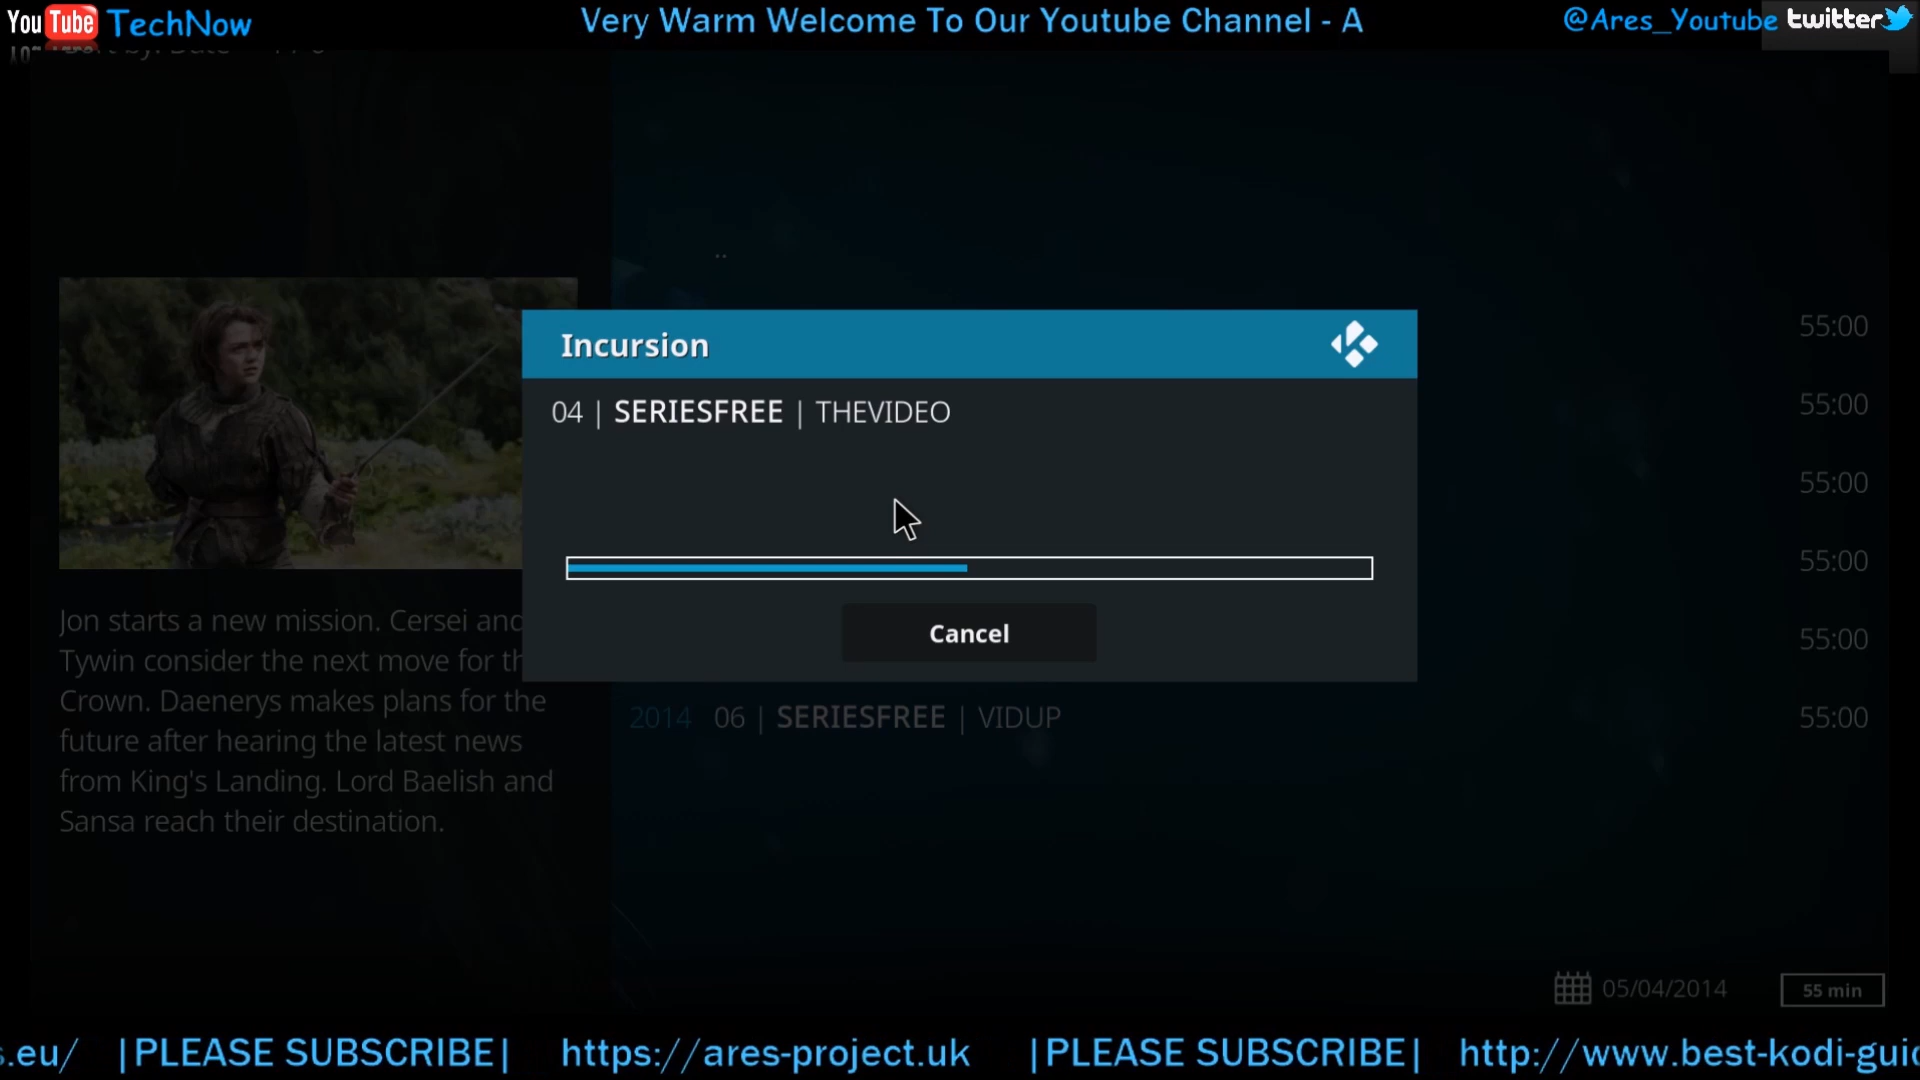 You Tube TechNow
Very Warm Welcome To Our Youtube Channel - A
@Ares_Youtube twitter
..
Incursion
04 | SERIESFREE | THEVIDEO
Cancel
55:00
55:00
55:00
55:00
55:00
2014 06 | SERIESFREE | VIDUP 55:00
Jon starts a new mission. Cersei and
Tywin consider the next move for th
Crown. Daenerys makes plans for the
future after hearing the latest news
from King's Landing. Lord Baelish and
Sansa reach their destination.
05/04/2014 55 min
s.eu/ |PLEASE SUBSCRIBE| https://ares-project.uk |PLEASE SUBSCRIBE| http://www.best-kodi-guid